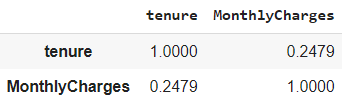 tenure MonthlyCharges
tenure 1.0000 0.2479
MonthlyCharges 0.2479 1.0000